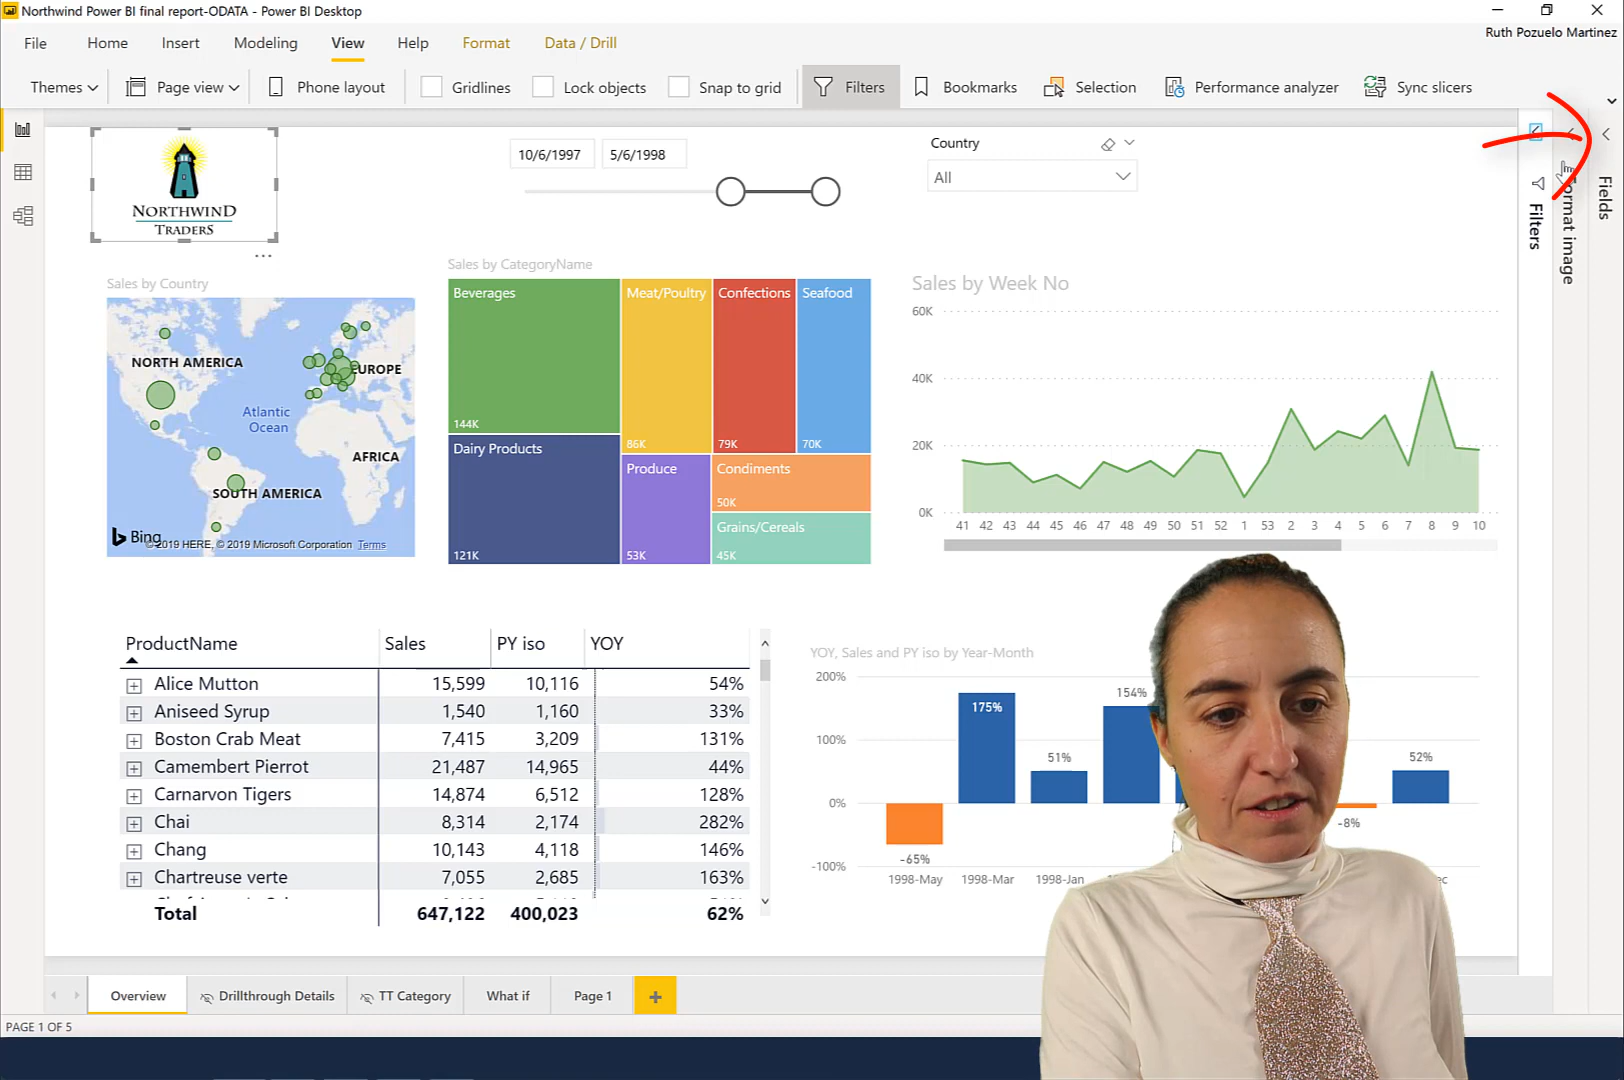 Northwind Power BI final report-ODATA - Power BI Desktop
Ruth Pozuelo Martinez
File Home Insert Modeling View Help Format Data / Drill
Themes Page view Phone layout Gridlines Lock objects Snap to grid Filters Bookmarks Selection Performance analyzer Sync slicers
NORTHWIND
TRADERS
10/6/1997 5/6/1998
Country
All
Filters
Format image
Fields
Sales by Country
NORTH AMERICA
EUROPE
Atlantic
Ocean
AFRICA
SOUTH AMERICA
Bing
© 2019 HERE, © 2019 Microsoft Corporation Terms
Sales by CategoryName
Beverages
144K
Meat/Poultry
86K
Confections
79K
Seafood
70K
Dairy Products
121K
Produce
53K
Condiments
50K
Grains/Cereals
45K
Sales by Week No
60K
40K
20K
0K
41 42 43 44 45 46 47 48 49 50 51 52 1 53 2 3 4 5 6 7 8 9 10
ProductName Sales PY iso YOY
Alice Mutton 15,599 10,116 54%
Aniseed Syrup 1,540 1,160 33%
Boston Crab Meat 7,415 3,209 131%
Camembert Pierrot 21,487 14,965 44%
Carnarvon Tigers 14,874 6,512 128%
Chai 8,314 2,174 282%
Chang 10,143 4,118 146%
Chartreuse verte 7,055 2,685 163%
Total 647,122 400,023 62%
YOY, Sales and PY iso by Year-Month
200%
100%
0%
-100%
-65%
175%
51%
154%
-8%
52%
1998-May 1998-Mar 1998-Jan
Overview Drillthrough Details TT Category What if Page 1
PAGE 1 OF 5